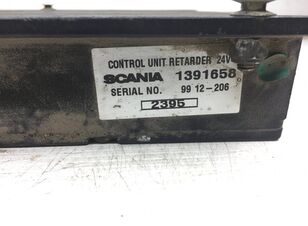 CONTROL UNIT RETARDER 24V
SCANIA 1391658
SERIAL NO. 99 12-206
2395